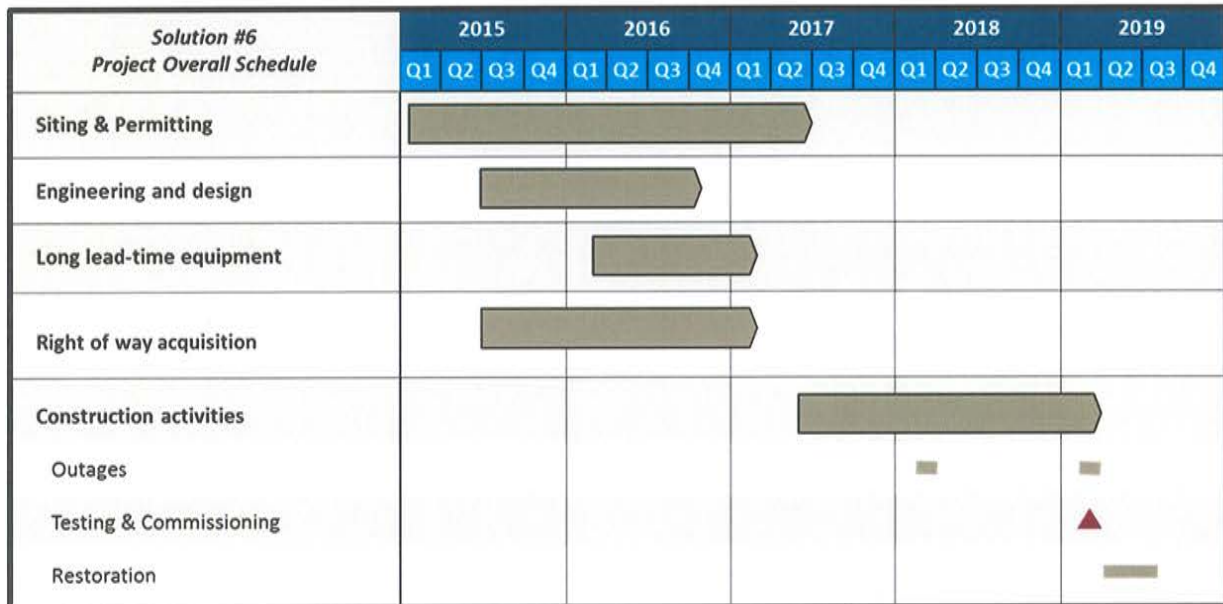 Solution #6
Project Overall Schedule
2015 2016 2017 2018 2019
Q1 Q2 Q3 Q4 Q1 Q2 Q3 Q4 Q1 Q2 Q3 Q4 Q1 Q2 Q3 Q4 Q1 Q2 Q3 Q4
Siting & Permitting
Engineering and design
Long lead-time equipment
Right of way acquisition
Construction activities
Outages
Testing & Commissioning
Restoration